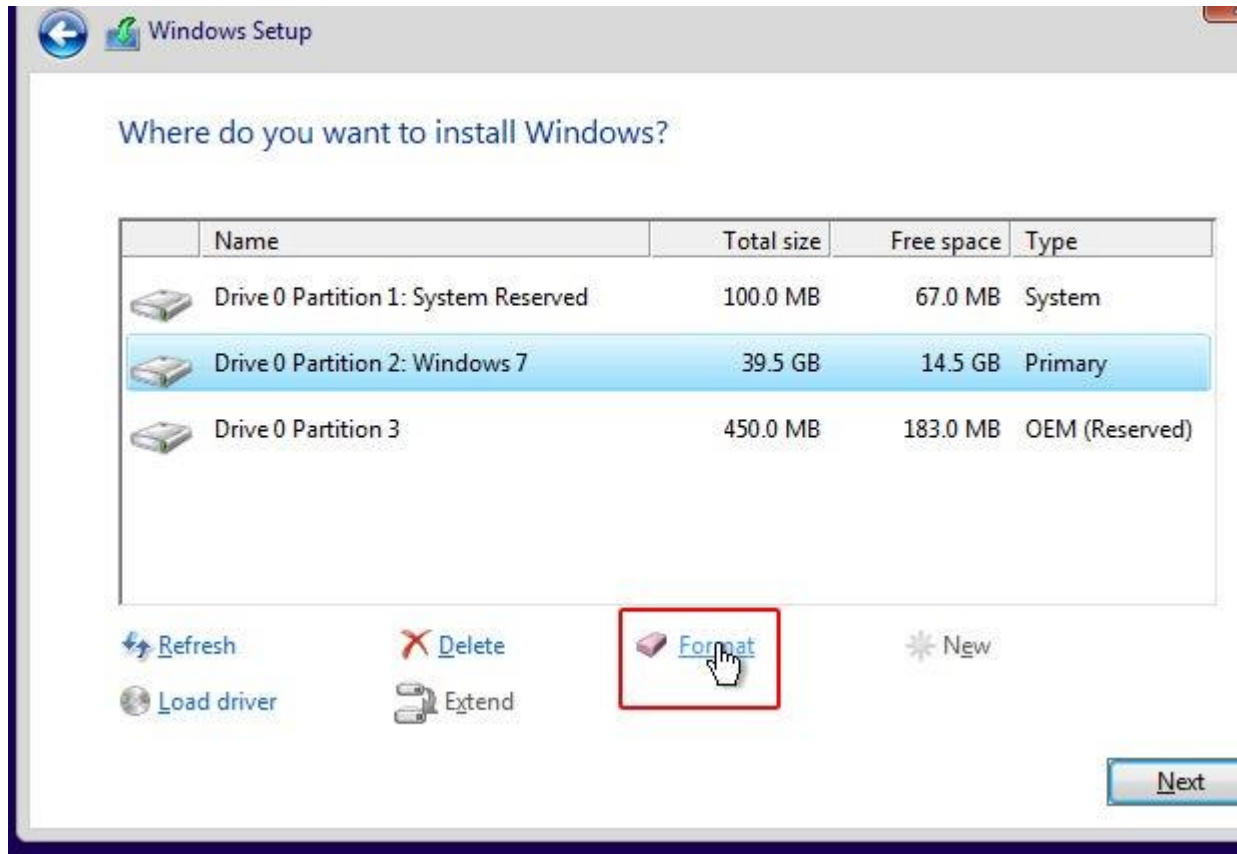 Windows Setup
Where do you want to install Windows?
Name Total size Free space Type
Drive 0 Partition 1: System Reserved 100.0 MB 67.0 MB System
Drive 0 Partition 2: Windows 7 39.5 GB 14.5 GB Primary
Drive 0 Partition 3 450.0 MB 183.0 MB OEM (Reserved)
Refresh Delete Format New
Load driver Extend
Next